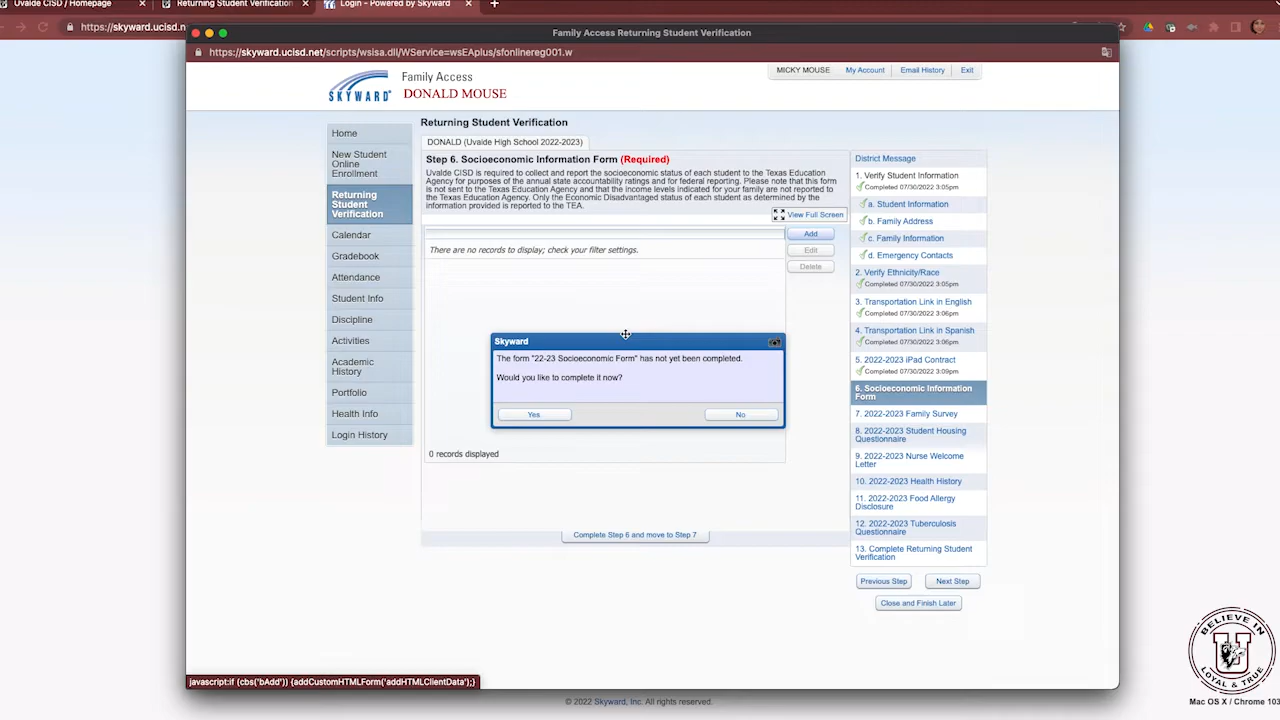 Uvalde CISD / Homepage
Returning Student Verification
Login - Powered by Skyward
https://skyward.ucisd.n
Family Access Returning Student Verification
https://skyward.ucisd.net/scripts/wsisa.dll/WService=wsEAplus/sfonlinereg001.w
SKYWARD
Family Access
DONALD MOUSE
MICKY MOUSE
My Account
Email History
Exit
Home
New Student
Online
Enrollment
Returning
Student
Verification
Calendar
Gradebook
Attendance
Student Info
Discipline
Activities
Academic
History
Portfolio
Health Info
Login History
Returning Student Verification
DONALD (Uvalde High School 2022-2023)
Step 6. Socioeconomic Information Form (Required)
Uvalde CISD is required to collect and report the socioeconomic status of each student to the Texas Education
Agency for purposes of the annual state accountability ratings and for federal reporting. Please note that this form
is not sent to the Texas Education Agency and that the income levels indicated for your family are not reported to
the Texas Education Agency. Only the Economic Disadvantaged status of each student as determined by the
information provided is reported to the TEA.
View Full Screen
Add
Edit
Delete
There are no records to display; check your filter settings.
Skyward
The form "22-23 Socioeconomic Form" has not yet been completed.
Would you like to complete it now?
Yes
No
0 records displayed
Complete Step 6 and move to Step 7
District Message
1. Verify Student Information
Completed 07/30/2022 3:05pm
a. Student Information
b. Family Address
c. Family Information
d. Emergency Contacts
2. Verify Ethnicity/Race
Completed 07/30/2022 3:05pm
3. Transportation Link in English
Completed 07/30/2022 3:06pm
4. Transportation Link in Spanish
Completed 07/30/2022 3:06pm
5. 2022-2023 iPad Contract
Completed 07/30/2022 3:09pm
6. Socioeconomic Information
Form
7. 2022-2023 Family Survey
8. 2022-2023 Student Housing
Questionnaire
9. 2022-2023 Nurse Welcome
Letter
10. 2022-2023 Health History
11. 2022-2023 Food Allergy
Disclosure
12. 2022-2023 Tuberculosis
Questionnaire
13. Complete Returning Student
Verification
Previous Step
Next Step
Close and Finish Later
javascript:if (cbs('bAdd')) {addCustomHTMLForm('addHTMLClientData');}
© 2022 Skyward, Inc. All rights reserved.
BELIEVE IN
U
LOYAL & TRUE
Mac OS X / Chrome 103